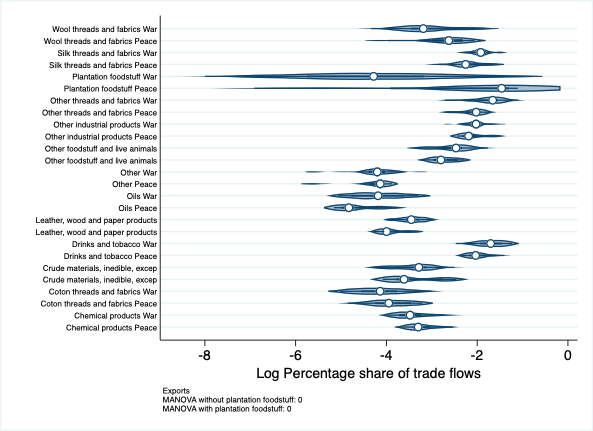 Wool threads and fabrics War
Wool threads and fabrics Peace
Silk threads and fabrics War
Silk threads and fabrics Peace
Plantation foodstuff War
Plantation foodstuff Peace
Other threads and fabrics War
Other threads and fabrics Peace
Other industrial products War
Other industrial products Peace
Other foodstuff and live animals
Other foodstuff and live animals
Other War
Other Peace
Oils War
Oils Peace
Leather, wood and paper products
Leather, wood and paper products
Drinks and tobacco War
Drinks and tobacco Peace
Crude materials, inedible, excep
Crude materials, inedible, excep
Coton threads and fabrics War
Coton threads and fabrics Peace
Chemical products War
Chemical products Peace
-8 -6 -4 -2 0
Log Percentage share of trade flows
Exports
MANOVA without plantation foodstuff: 0
MANOVA with plantation foodstuff: 0